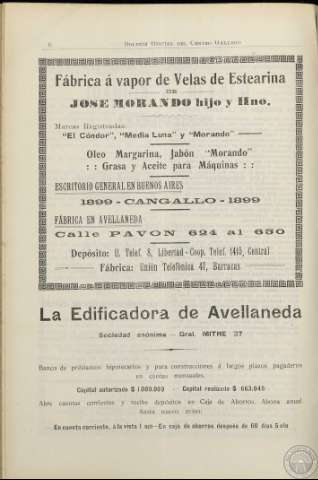 6 BOLETÍN OFICIAL DEL CENTRO GALLEGO
Fábrica á vapor de Velas de Estearina
DE
JOSE MORANDO hijo y Hno.
Marcas Registradas:
"El Cóndor", "Media Luna" y "Morando"
Oleo Margarina, Jabón "Morando"
: : Grasa y Aceite para Máquinas : :
ESCRITORIO GENERAL EN BUENOS AIRES
1899 - CANGALLO - 1899
FÁBRICA EN AVELLANEDA
Calle PAVON 624 al 650
Depósito: U. Telef. 8, Libertad - Coop. Telef. 1415, Central
Fábrica: Unión Telefónica 47, Barracas
La Edificadora de Avellaneda
Sociedad anónima - Gral. MITRE 27
Banco de préstamos hipotecarios y para construcciones á largos plazos pagaderos
en cuotas mensuales.
Capital autorizado $ 1.000.000 - Capital realizado $ 663.645
Abre cuentas corrientes y recibe depósitos en Caja de Ahorros. Abona anual
hasta nuevo aviso:
En cuenta corriente, á la vista 1 o/o - En caja de ahorros después de 60 días 5 o/o